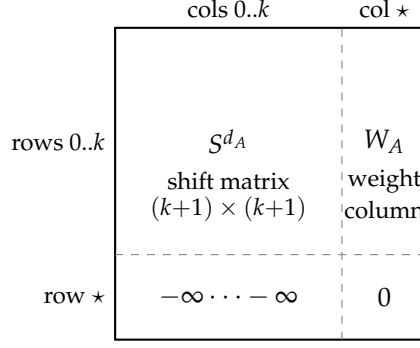 cols 0..k col ⋆
rows 0..k
S^{d_A} W_A
shift matrix weight
(k+1) × (k+1) column
row ⋆ −∞ ⋯ − ∞ 0